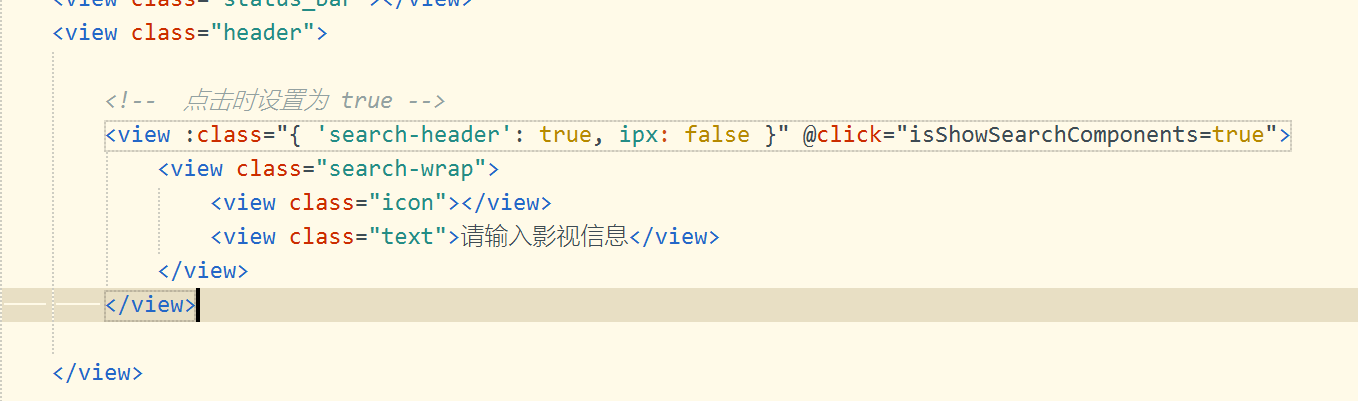 <view class="status_bar"></view>
<view class="header">
<!--  点击时设置为 true -->
<view :class="{ 'search-header': true, ipx: false }" @click="isShowSearchComponents=true">
<view class="search-wrap">
<view class="icon"></view>
<view class="text">请输入影视信息</view>
</view>
</view>
</view>